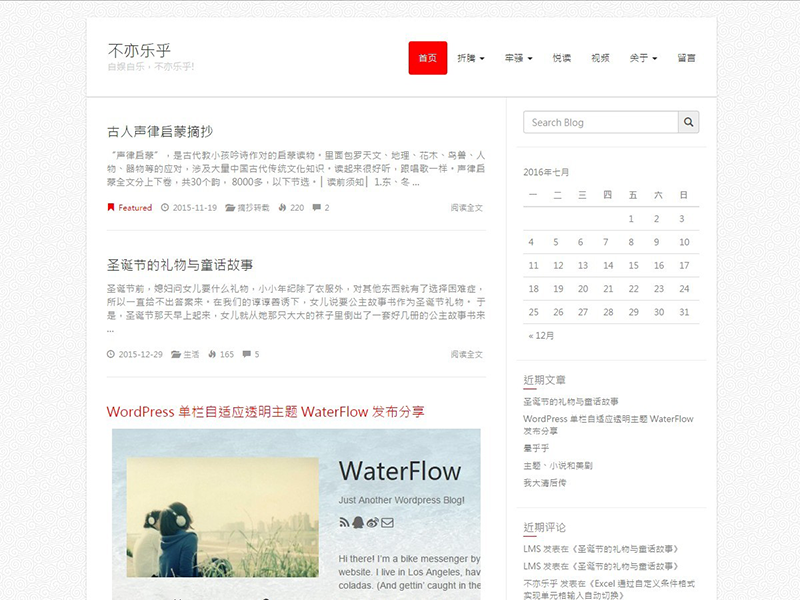 不亦乐乎
自娱自乐，不亦乐乎!
首页 折腾 牢骚 悦读 视频 关于 留言
古人声律启蒙摘抄
“声律启蒙”，是古代教小孩吟诗作对的启蒙读物。里面包罗天文、地理、花木、鸟兽、人
物、器物等的应对，涉及大量中国古代传统文化知识。读起来很好听，跟唱歌一样。声律启
蒙全文分上下卷，共30个韵， 8000多，以下节选。| 读前须知| 1.东、冬 ...
Featured 2015-11-19 摘抄转载 220 2 阅读全文
圣诞节的礼物与童话故事
圣诞节前，媳妇问女儿要什么礼物，小小年纪除了衣服外，对其他东西就有了选择困难症，
所以一直给不出答案来。在我们的谆谆善诱下，女儿说要公主故事书作为圣诞节礼物。 于
是，圣诞节那天早上起来，女儿就从她那只大大的袜子里倒出了一套好几册的公主故事书来
...
2015-12-29 生活 165 5 阅读全文
WordPress 单栏自适应透明主题 WaterFlow 发布分享
WaterFlow
Just Another Wordpress Blog!
Hi there! I'm a bike messenger by
website. I live in Los Angeles, hav
coladas. (And gettin' caught in the
Search Blog
2016年七月
一 二 三 四 五 六 日
1 2 3
4 5 6 7 8 9 10
11 12 13 14 15 16 17
18 19 20 21 22 23 24
25 26 27 28 29 30 31
« 12月
近期文章
圣诞节的礼物与童话故事
WordPress 单栏自适应透明主题 WaterFlow
发布分享
晕乎乎
主题、小说和美剧
我大清后传
近期评论
LMS 发表在《圣诞节的礼物与童话故事》
LMS 发表在《圣诞节的礼物与童话故事》
不亦乐乎 发表在《Excel 通过自定义条件格式
实现单元格输入自动切换》